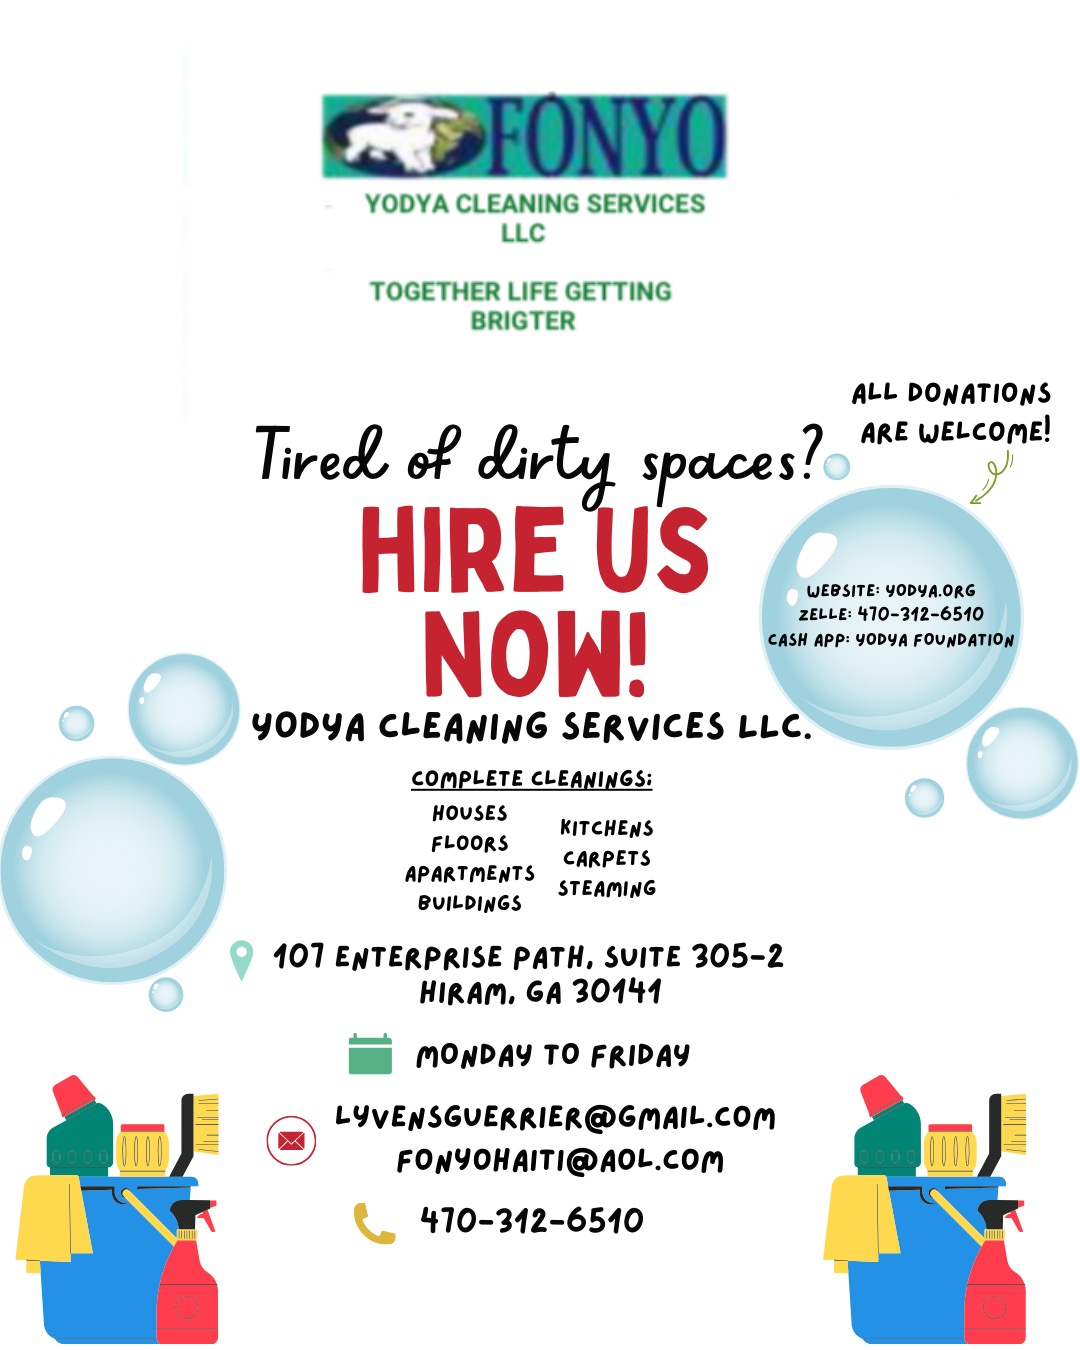 FONYO
YODYA CLEANING SERVICES
LLC
TOGETHER LIFE GETTING
BRIGTER
ALL DONATIONS
ARE WELCOME!
Tired of dirty spaces?
HIRE US
NOW!
WEBSITE: YODYA.ORG
ZELLE: 470-312-6510
CASH APP: YODYA FOUNDATION
YODYA CLEANING SERVICES LLC.
COMPLETE CLEANINGS:
HOUSES
FLOORS
APARTMENTS
BUILDINGS
KITCHENS
CARPETS
STEAMING
107 ENTERPRISE PATH, SUITE 305-2
HIRAM, GA 30141
MONDAY TO FRIDAY
LYVENSGUERRIER@GMAIL.COM
FONYOHAITI@AOL.COM
470-312-6510